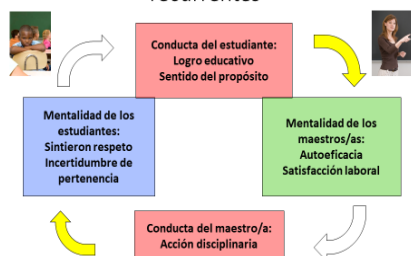 recurrentes
Conducta del estudiante:
Logro educativo
Sentido del propósito
Mentalidad de los
maestros/as:
Autoeficacia
Satisfacción laboral
Conducta del maestro/a:
Acción disciplinaria
Mentalidad de los
estudiantes:
Sintieron respeto
Incertidumbre de
pertenencia